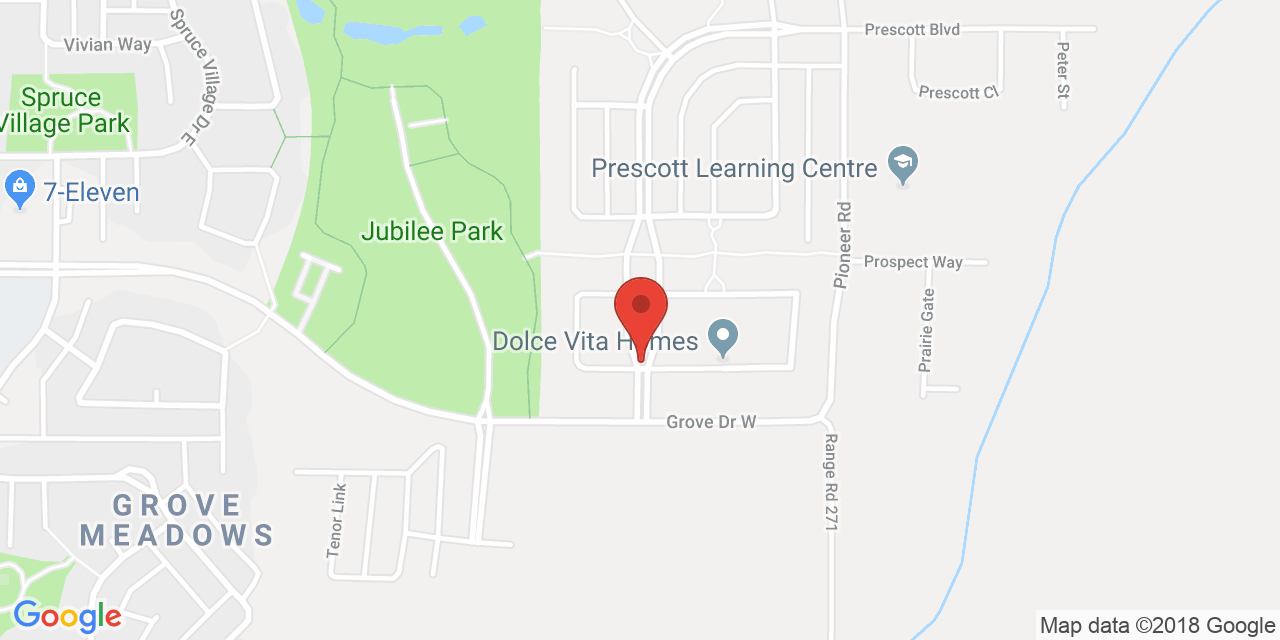 Vivian Way
Spruce Village Dr E
Prescott Blvd
Peter St
Prescott Cl
Spruce
Village Park
Prescott Learning Centre
7-Eleven
Jubilee Park
Pioneer Rd
Prospect Way
Prairie Gate
Dolce Vita Homes
Grove Dr W
Range Rd 271
GROVE
MEADOWS
Tenor Link
Google
Map data ©2018 Google